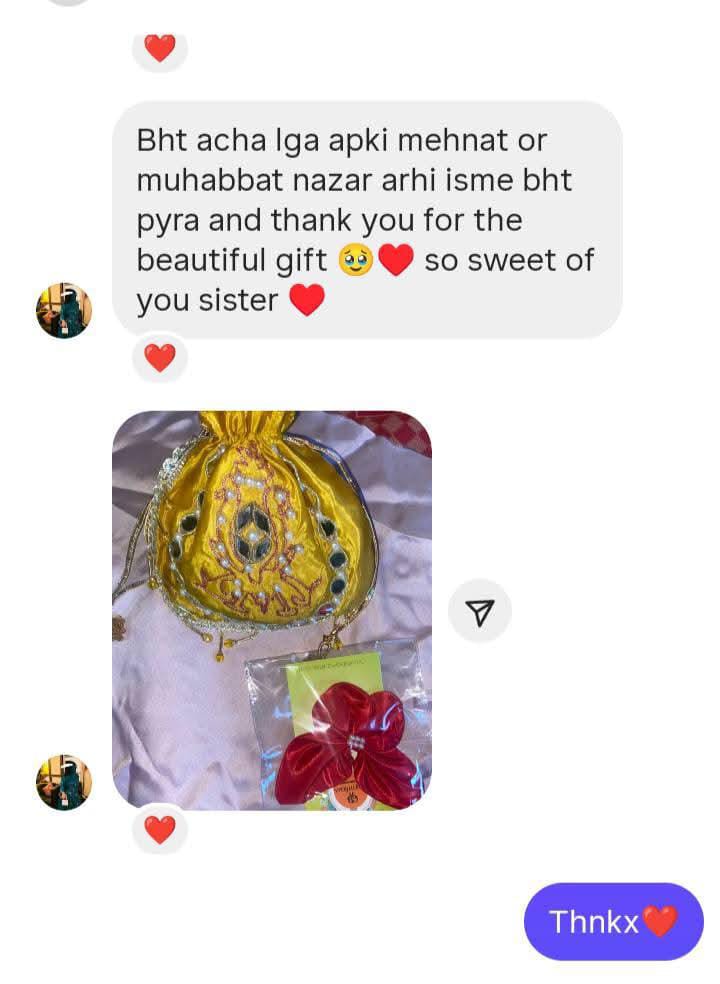 Bht acha lga apki mehnat or
muhabbat nazar arhi isme bht
pyra and thank you for the
beautiful gift 🥹♥️ so sweet of
you sister ♥️
Thnkx❤️